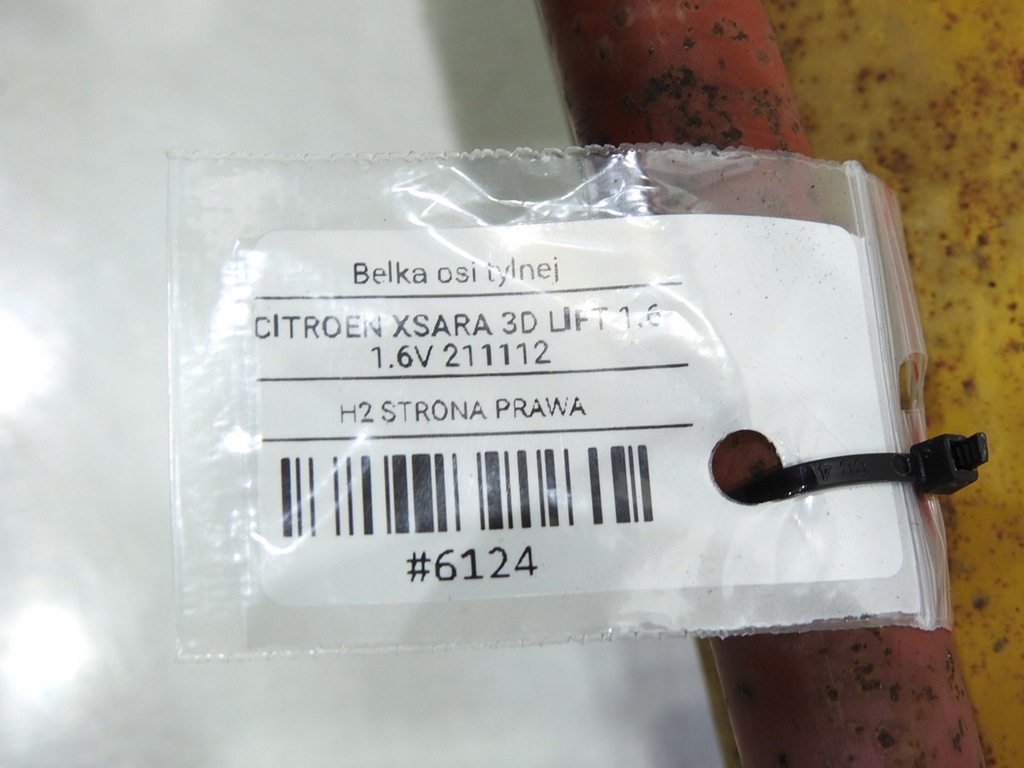 Belka osi tylnej
CITROEN XSARA 3D LIFT 1.6
1.6V 211112
H2 STRONA PRAWA
#6124